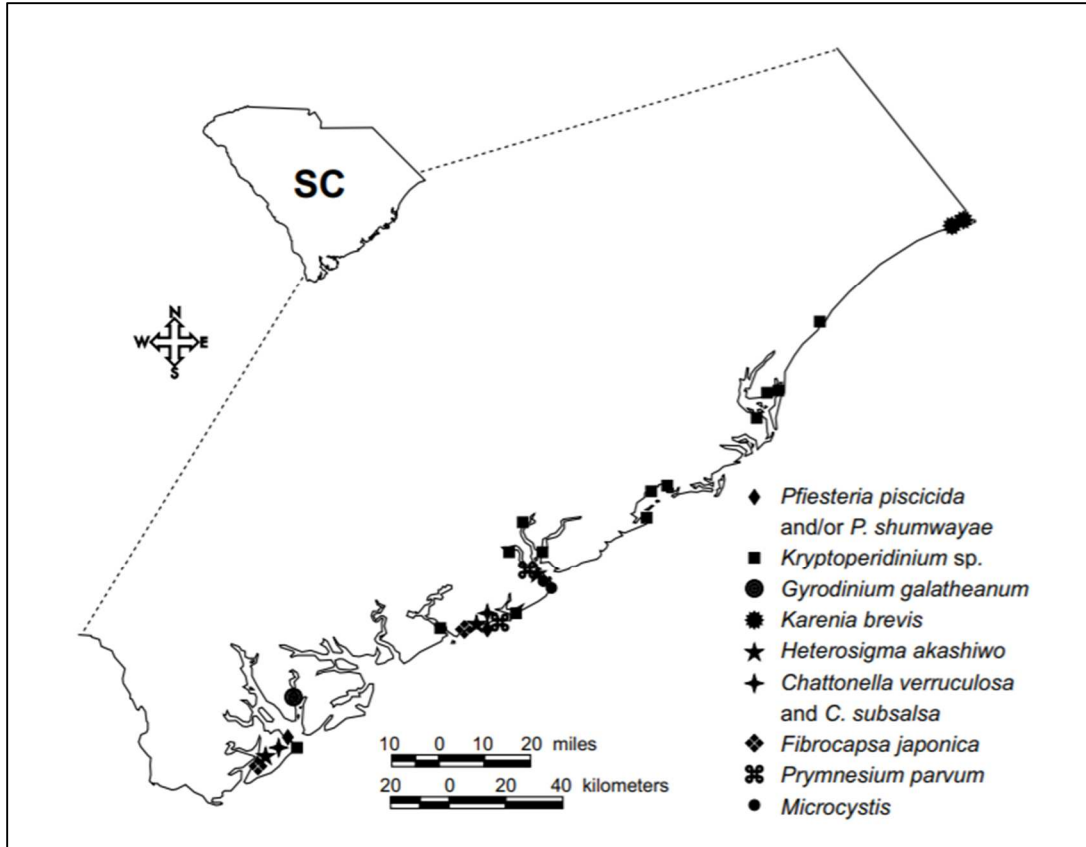 SC
N
W E
S
Pfiesteria piscicida
and/or P. shumwayae
Kryptoperidinium sp.
Gyrodinium galatheanum
Karenia brevis
Heterosigma akashiwo
Chattonella verruculosa
and C. subsalsa
Fibrocapsa japonica
Prymnesium parvum
Microcystis
10 0 10 20 miles
20 0 20 40 kilometers